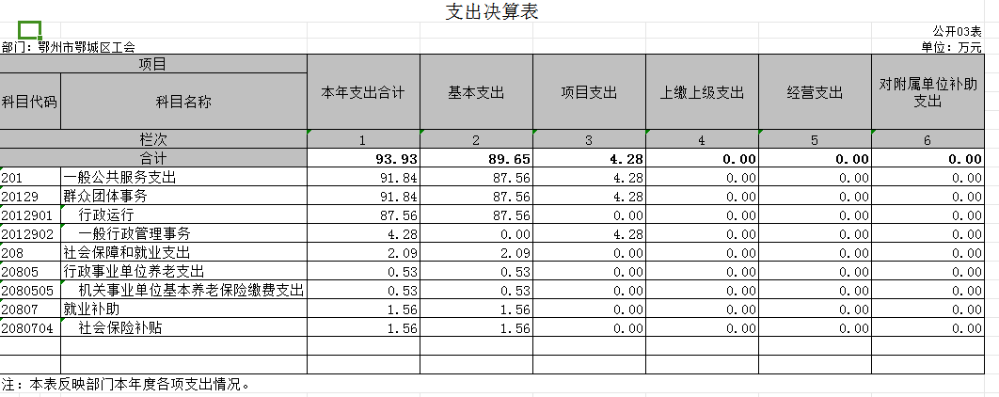 支出决算表
公开03表
部门：鄂州市鄂城区工会 单位：万元
项目 本年支出合计 基本支出 项目支出 上缴上级支出 经营支出 对附属单位补助
支出
科目代码 科目名称
栏次 1 2 3 4 5 6
合计 93.93 89.65 4.28 0.00 0.00 0.00
201 一般公共服务支出 91.84 87.56 4.28 0.00 0.00 0.00
20129 群众团体事务 91.84 87.56 4.28 0.00 0.00 0.00
2012901 行政运行 87.56 87.56 0.00 0.00 0.00 0.00
2012902 一般行政管理事务 4.28 0.00 4.28 0.00 0.00 0.00
208 社会保障和就业支出 2.09 2.09 0.00 0.00 0.00 0.00
20805 行政事业单位养老支出 0.53 0.53 0.00 0.00 0.00 0.00
2080505 机关事业单位基本养老保险缴费支出 0.53 0.53 0.00 0.00 0.00 0.00
20807 就业补助 1.56 1.56 0.00 0.00 0.00 0.00
2080704 社会保险补贴 1.56 1.56 0.00 0.00 0.00 0.00
注：本表反映部门本年度各项支出情况。